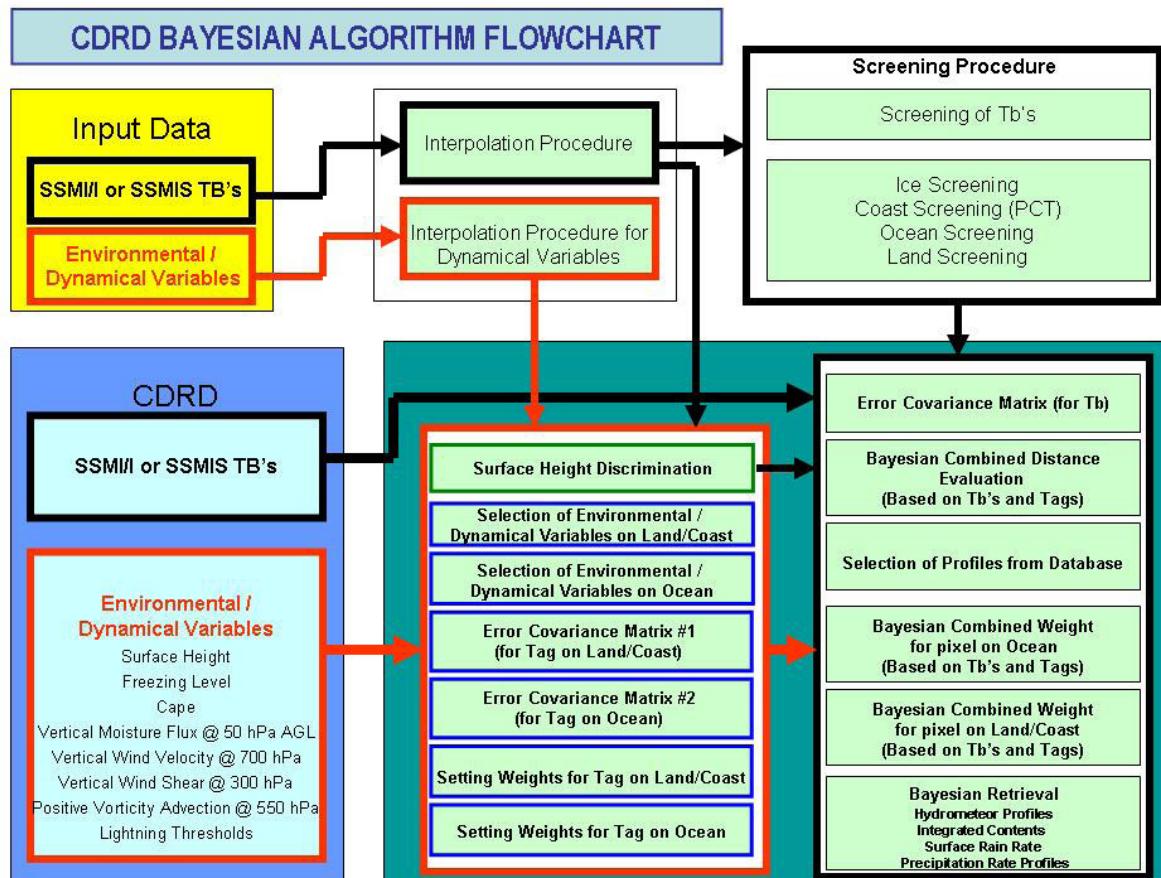 CDRD BAYESIAN ALGORITHM FLOWCHART
Input Data
SSMI/I or SSMIS TB's
Environmental /
Dynamical Variables
Interpolation Procedure
Interpolation Procedure for
Dynamical Variables
Screening Procedure
Screening of Tb's
Ice Screening
Coast Screening (PCT)
Ocean Screening
Land Screening
CDRD
SSMI/I or SSMIS TB's
Environmental /
Dynamical Variables
Surface Height
Freezing Level
Cape
Vertical Moisture Flux @ 50 hPa AGL
Vertical Wind Velocity @ 700 hPa
Vertical Wind Shear @ 300 hPa
Positive Vorticity Advection @ 550 hPa
Lightning Thresholds
Surface Height Discrimination
Selection of Environmental /
Dynamical Variables on Land/Coast
Selection of Environmental /
Dynamical Variables on Ocean
Error Covariance Matrix #1
(for Tag on Land/Coast)
Error Covariance Matrix #2
(for Tag on Ocean)
Setting Weights for Tag on Land/Coast
Setting Weights for Tag on Ocean
Error Covariance Matrix (for Tb)
Bayesian Combined Distance
Evaluation
(Based on Tb's and Tags)
Selection of Profiles from Database
Bayesian Combined Weight
for pixel on Ocean
(Based on Tb's and Tags)
Bayesian Combined Weight
for pixel on Land/Coast
(Based on Tb's and Tags)
Bayesian Retrieval
Hydrometeor Profiles
Integrated Contents
Surface Rain Rate
Precipitation Rate Profiles